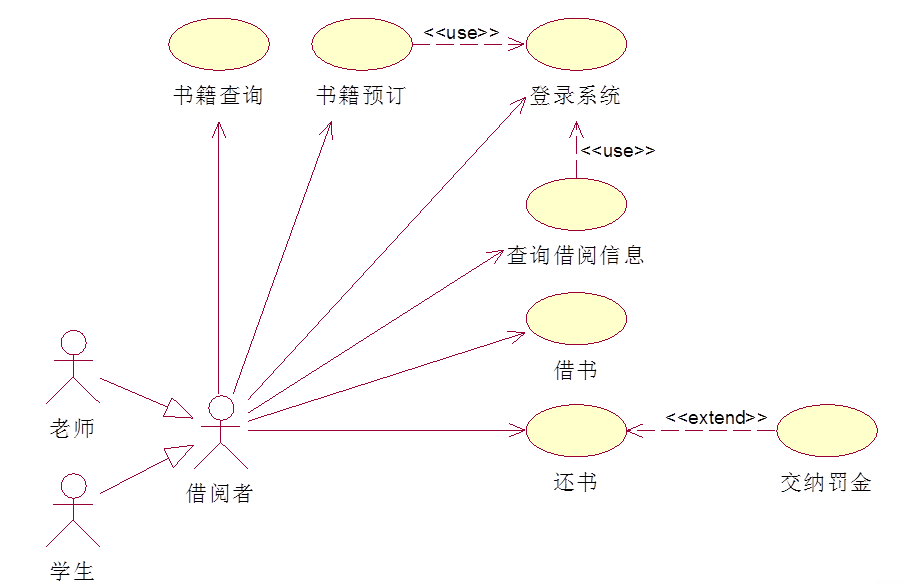 <<use>>
书籍查询
书籍预订
登录系统
<<use>>
查询借阅信息
借书
老师
<<extend>>
还书
交纳罚金
借阅者
学生